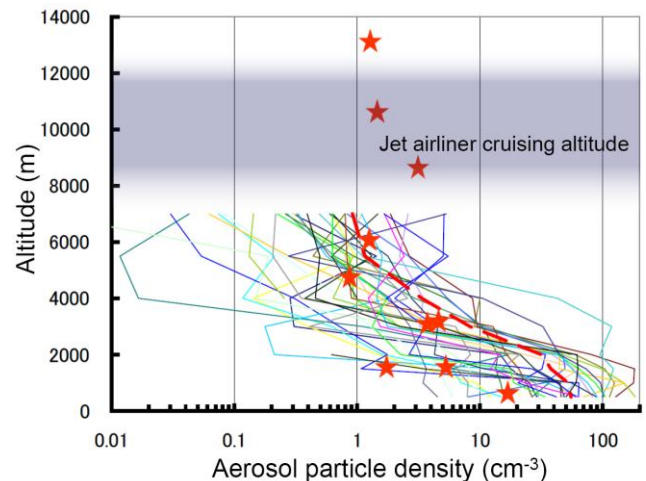 14000
12000
10000
8000
6000
4000
2000
0
Altitude (m)
Jet airliner cruising altitude
0.01 0.1 1 10 100
Aerosol particle density (cm⁻³)